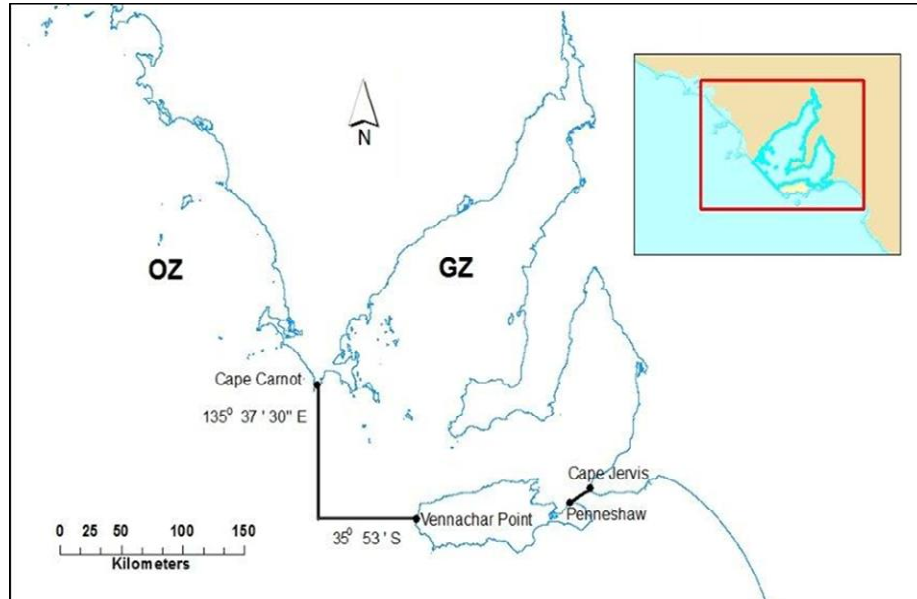 N
OZ
GZ
Cape Carnot
135⁰ 37 ' 30" E
Cape Jervis
Penneshaw
Vennachar Point
35⁰ 53 ' S
0 25 50 100 150
Kilometers